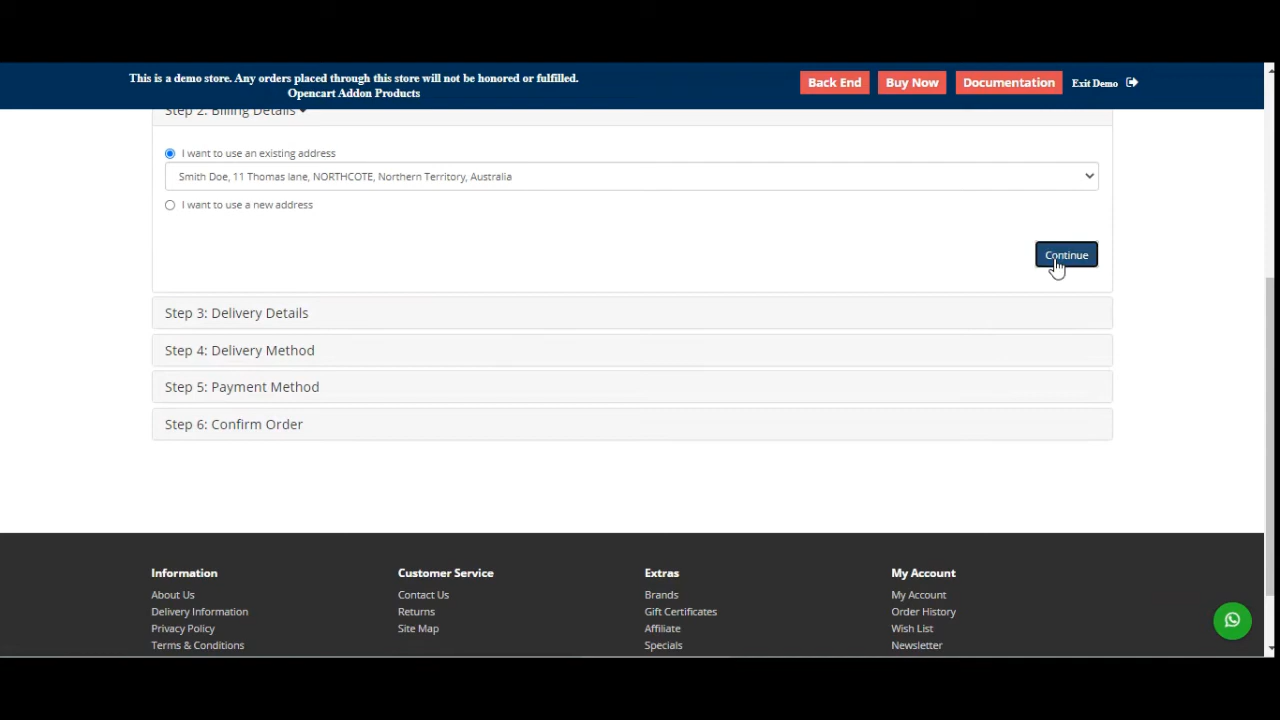 This is a demo store. Any orders placed through this store will not be honored or fulfilled.
Opencart Addon Products
Back End
Buy Now
Documentation
Exit Demo
Step 2: Billing Details
I want to use an existing address
Smith Doe, 11 Thomas lane, NORTHCOTE, Northern Territory, Australia
I want to use a new address
Continue
Step 3: Delivery Details
Step 4: Delivery Method
Step 5: Payment Method
Step 6: Confirm Order
Information
About Us
Delivery Information
Privacy Policy
Terms & Conditions
Customer Service
Contact Us
Returns
Site Map
Extras
Brands
Gift Certificates
Affiliate
Specials
My Account
My Account
Order History
Wish List
Newsletter